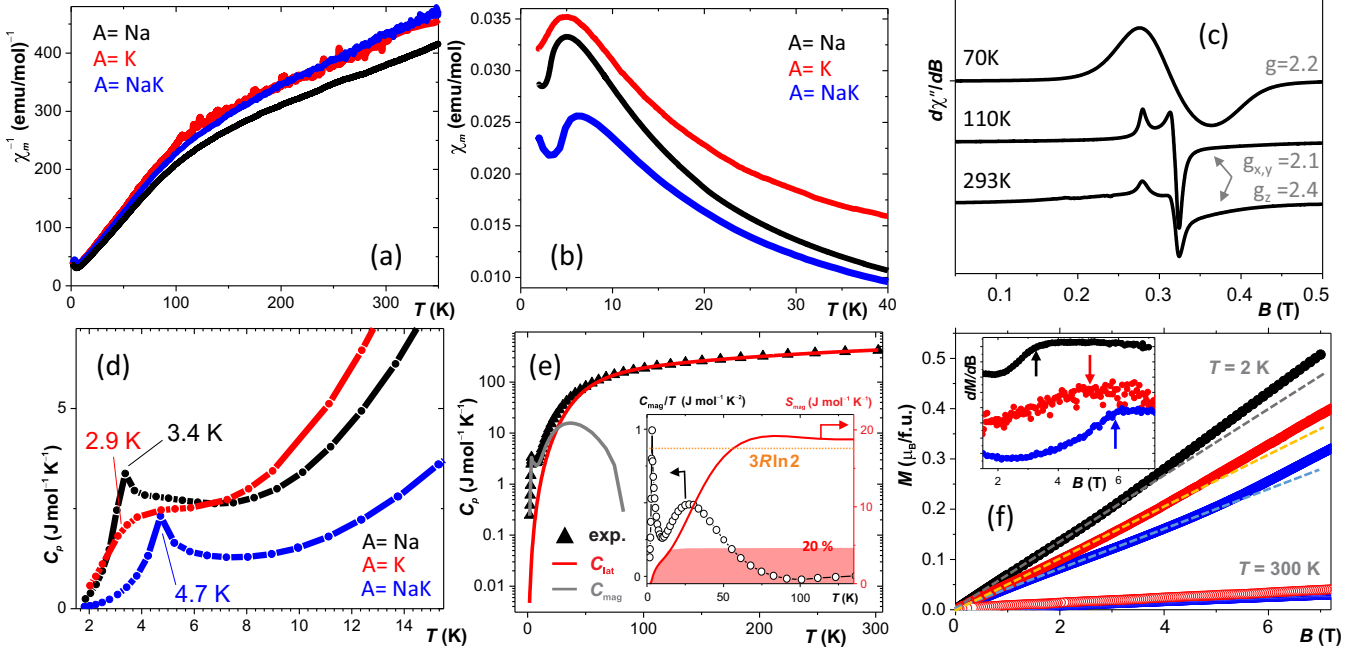 χₘ⁻¹ (emu/mol)⁻¹
400
300
200
100
0
A= Na
A= K
A= NaK
(a)
0
100
200
300
T (K)
χₘ (emu/mol)
0.035
0.030
0.025
0.020
0.015
0.010
A= Na
A= K
A= NaK
(b)
0
10
20
30
40
T (K)
dχ″/dB
(c)
70K
g=2.2
110K
gx,y=2.1
gz=2.4
293K
0.1
0.2
0.3
0.4
0.5
B (T)
Cp (J mol⁻¹ K⁻¹)
5
0
(d)
2.9 K
3.4 K
4.7 K
A= Na
A= K
A= NaK
2
4
6
8
10
12
14
T (K)
Cp (J mol⁻¹ K⁻¹)
100
10
1
0.1
0.01
(e)
T (K)
Cmag/T (J mol⁻¹ K⁻²)
Smag (J mol⁻¹ K⁻¹)
1
0
20
10
0
3Rln2
20 %
0
50
100
T (K)
exp.
Clat
Cmag
0
50
100
150
200
250
300
M (μB/f.u.)
0.5
0.4
0.3
0.2
0.1
0.0
dM/dB
2
4
6
B (T)
T = 2 K
(f)
T = 300 K
0
2
4
6
B (T)